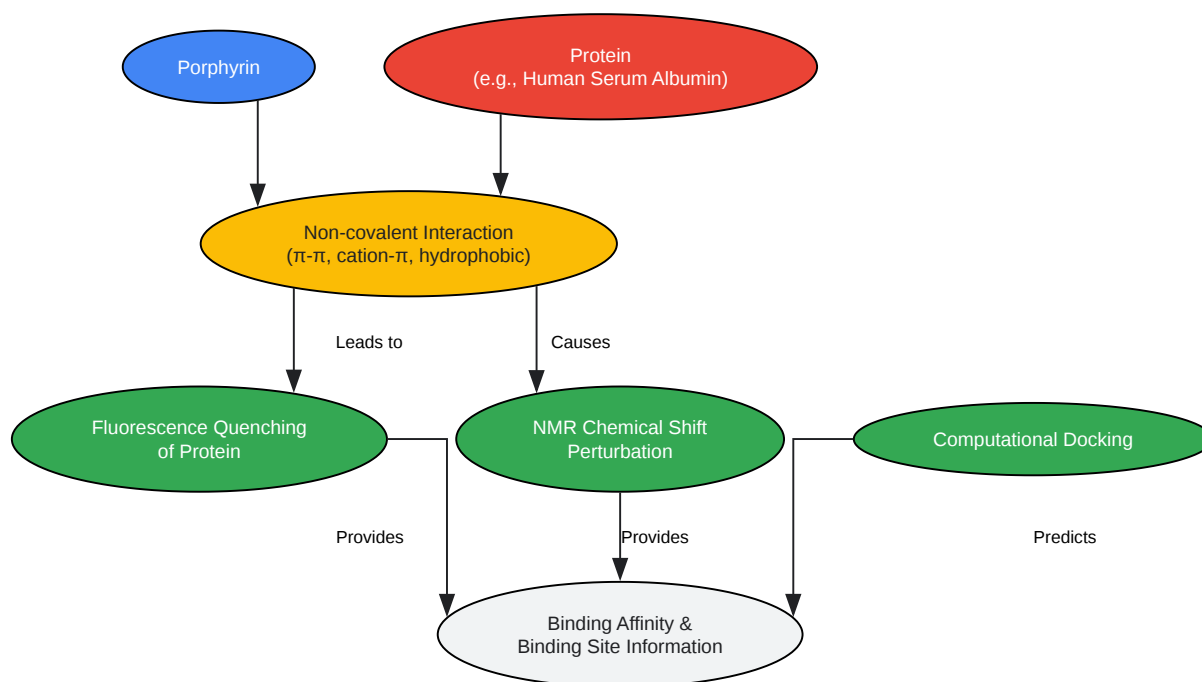 Porphyrin
Protein
(e.g., Human Serum Albumin)
Non-covalent Interaction
(π-π, cation-π, hydrophobic)
Leads to
Causes
Fluorescence Quenching
of Protein
NMR Chemical Shift
Perturbation
Computational Docking
Provides
Provides
Predicts
Binding Affinity &
Binding Site Information